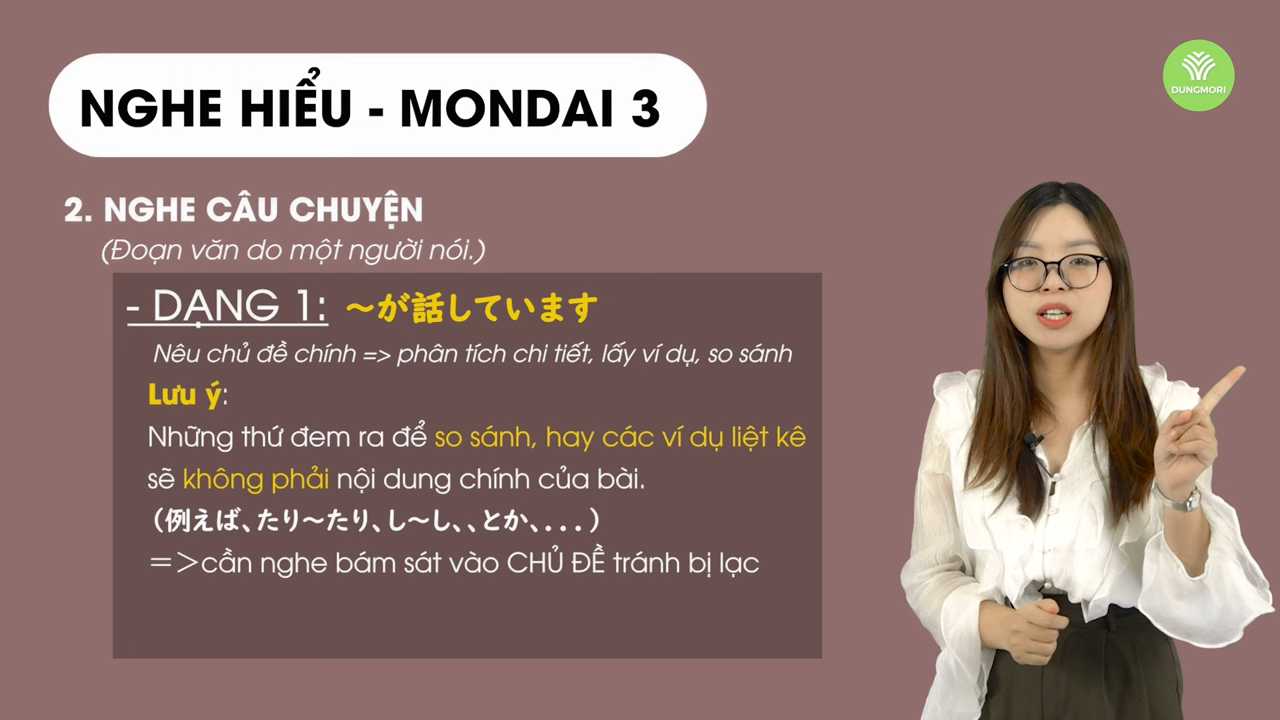 NGHE HIỂU - MONDAI 3
DUNGMORI
2. NGHE CÂU CHUYỆN
(Đoạn văn do một người nói.)
- DẠNG 1: ～が話しています
Nêu chủ đề chính => phân tích chi tiết, lấy ví dụ, so sánh
Lưu ý:
Những thứ đem ra để so sánh, hay các ví dụ liệt kê
sẽ không phải nội dung chính của bài.
（例えば、たり～たり、し～し、、とか、. . . ）
＝＞cần nghe bám sát vào CHỦ ĐỀ tránh bị lạc